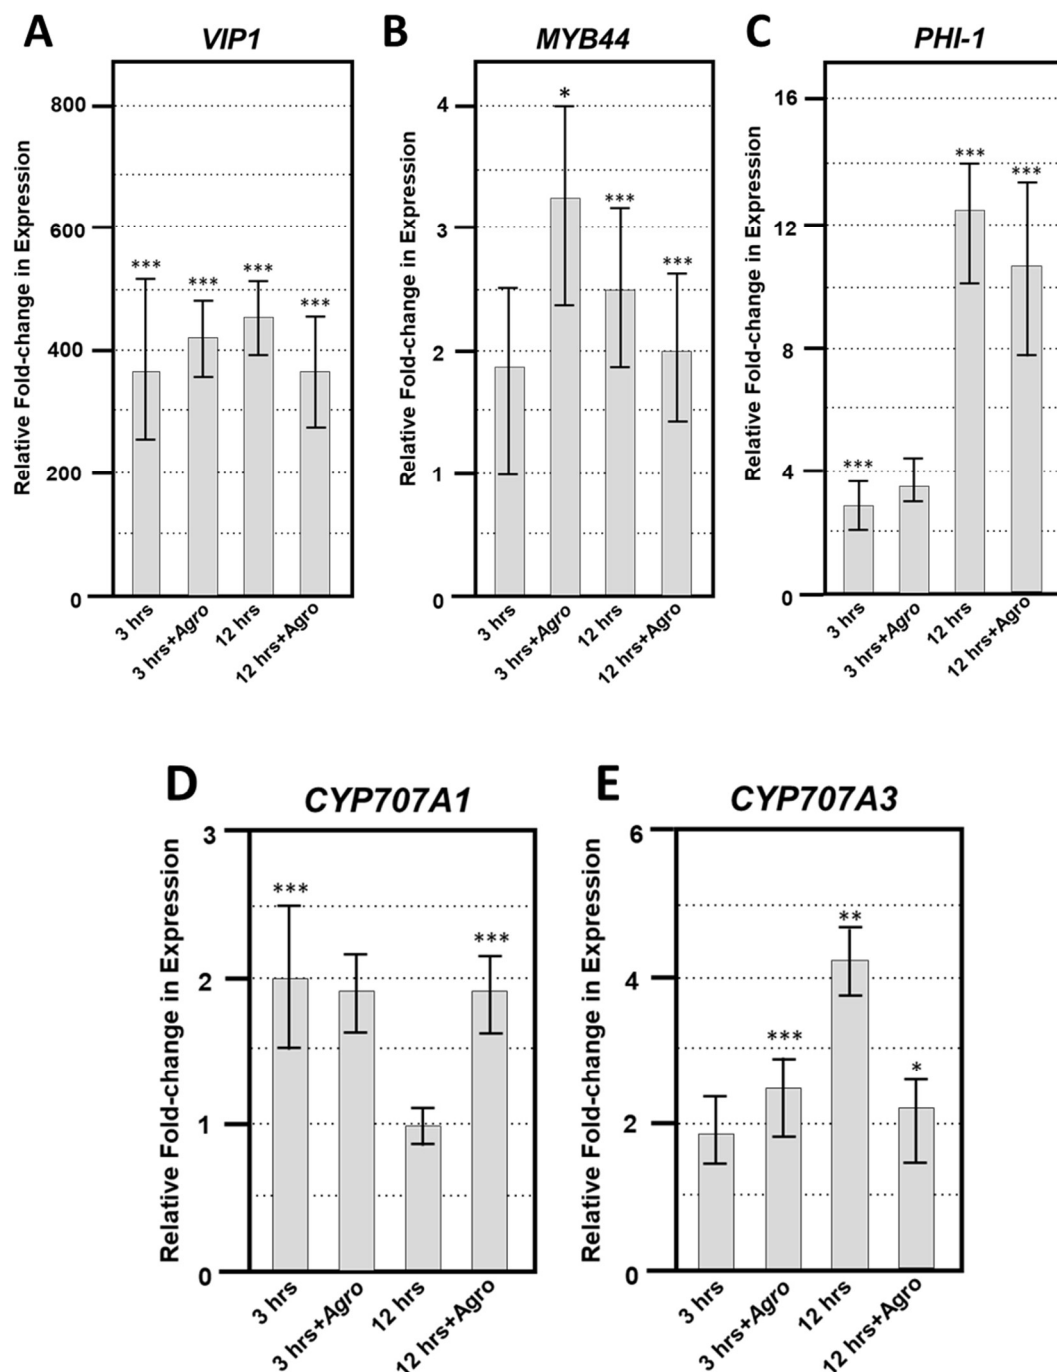 A
VIP1
Relative Fold-change in Expression
800
600
400
200
0
***
***
***
***
3 hrs
3 hrs+Agro
12 hrs
12 hrs+Agro
B
MYB44
Relative Fold-change in Expression
4
3
2
1
0
*
***
***
3 hrs
3 hrs+Agro
12 hrs
12 hrs+Agro
C
PHI-1
Relative Fold-change in Expression
16
12
8
4
0
***
***
***
3 hrs
3 hrs+Agro
12 hrs
12 hrs+Agro
D
CYP707A1
Relative Fold-change in Expression
3
2
1
0
***
***
3 hrs
3 hrs+Agro
12 hrs
12 hrs+Agro
E
CYP707A3
Relative Fold-change in Expression
6
4
2
0
***
**
*
3 hrs
3 hrs+Agro
12 hrs
12 hrs+Agro